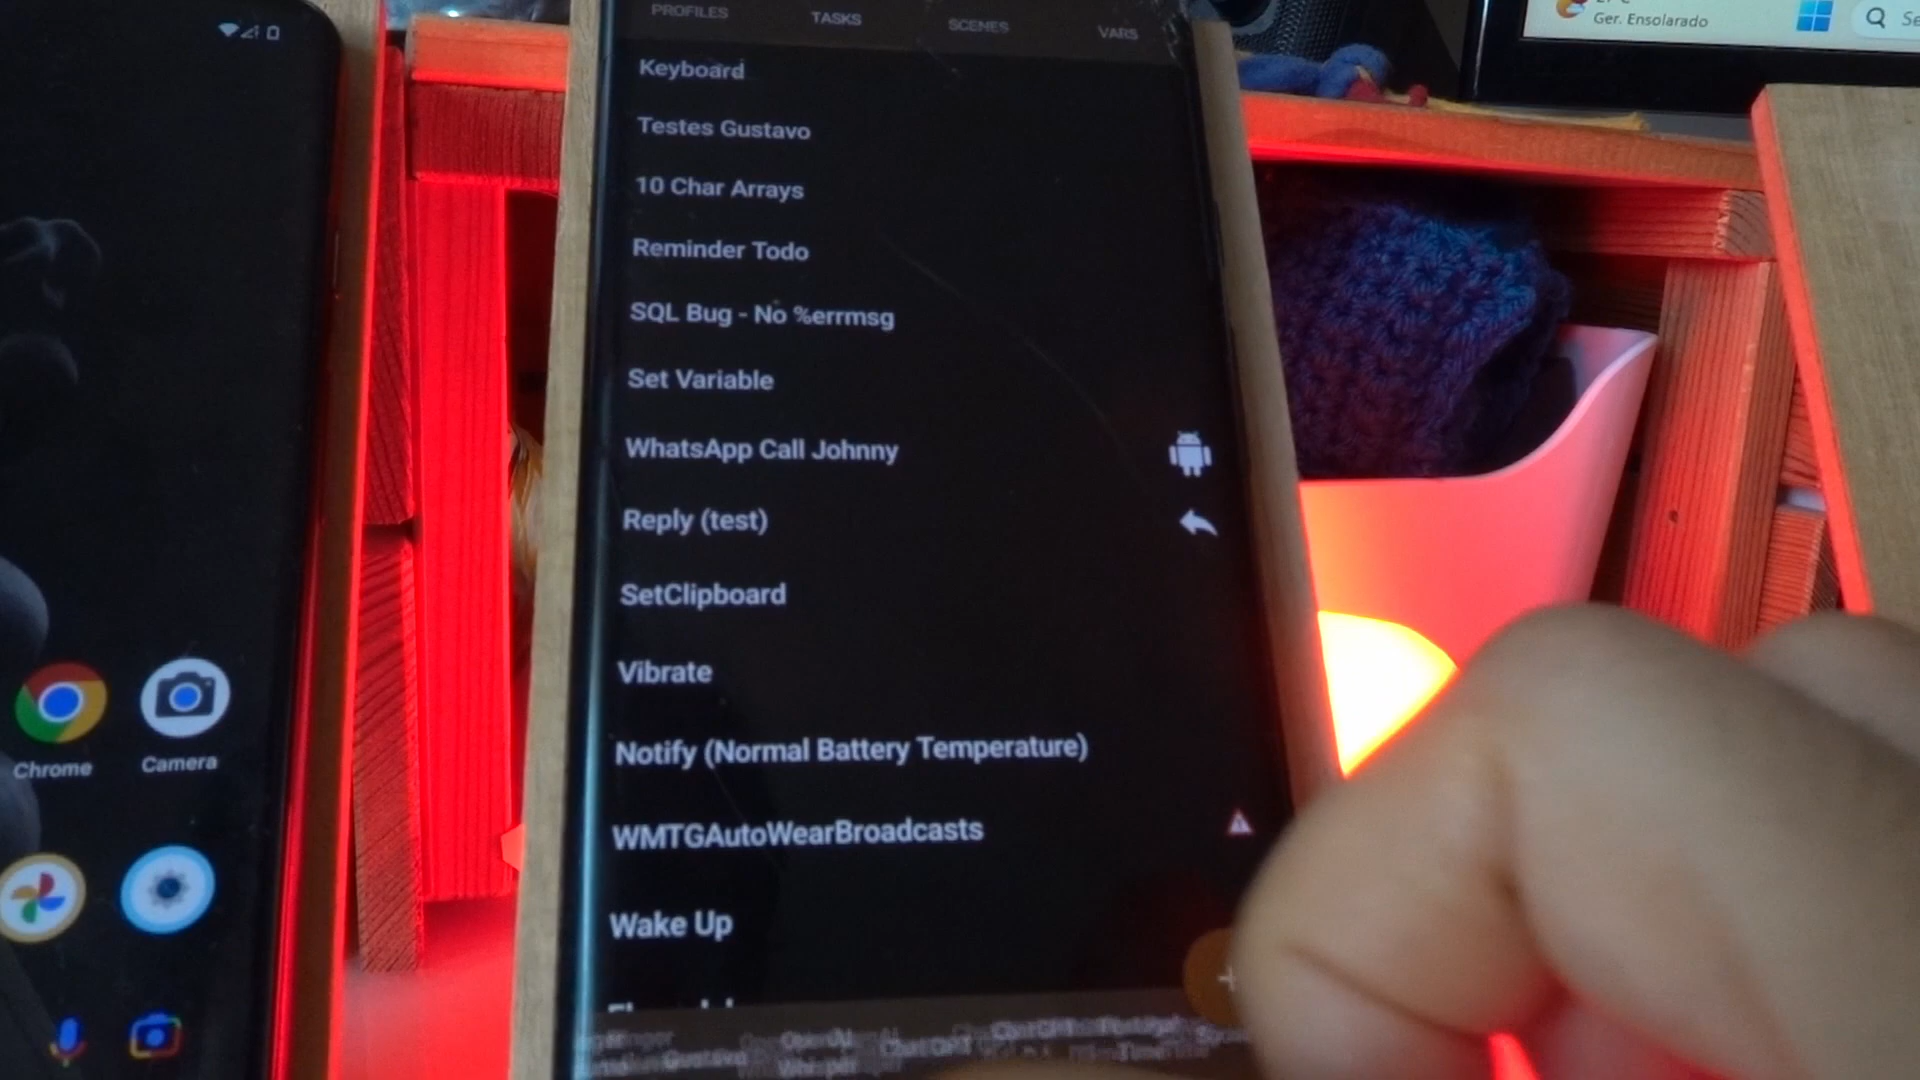 PROFILES
TASKS
SCENES
VARS
Ger. Ensolarado
Keyboard
Testes Gustavo
10 Char Arrays
Reminder Todo
SQL Bug - No %errmsg
Set Variable
WhatsApp Call Johnny
Reply (test)
SetClipboard
Vibrate
Notify (Normal Battery Temperature)
WMTGAutoWearBroadcasts
Wake Up
Chrome
Camera